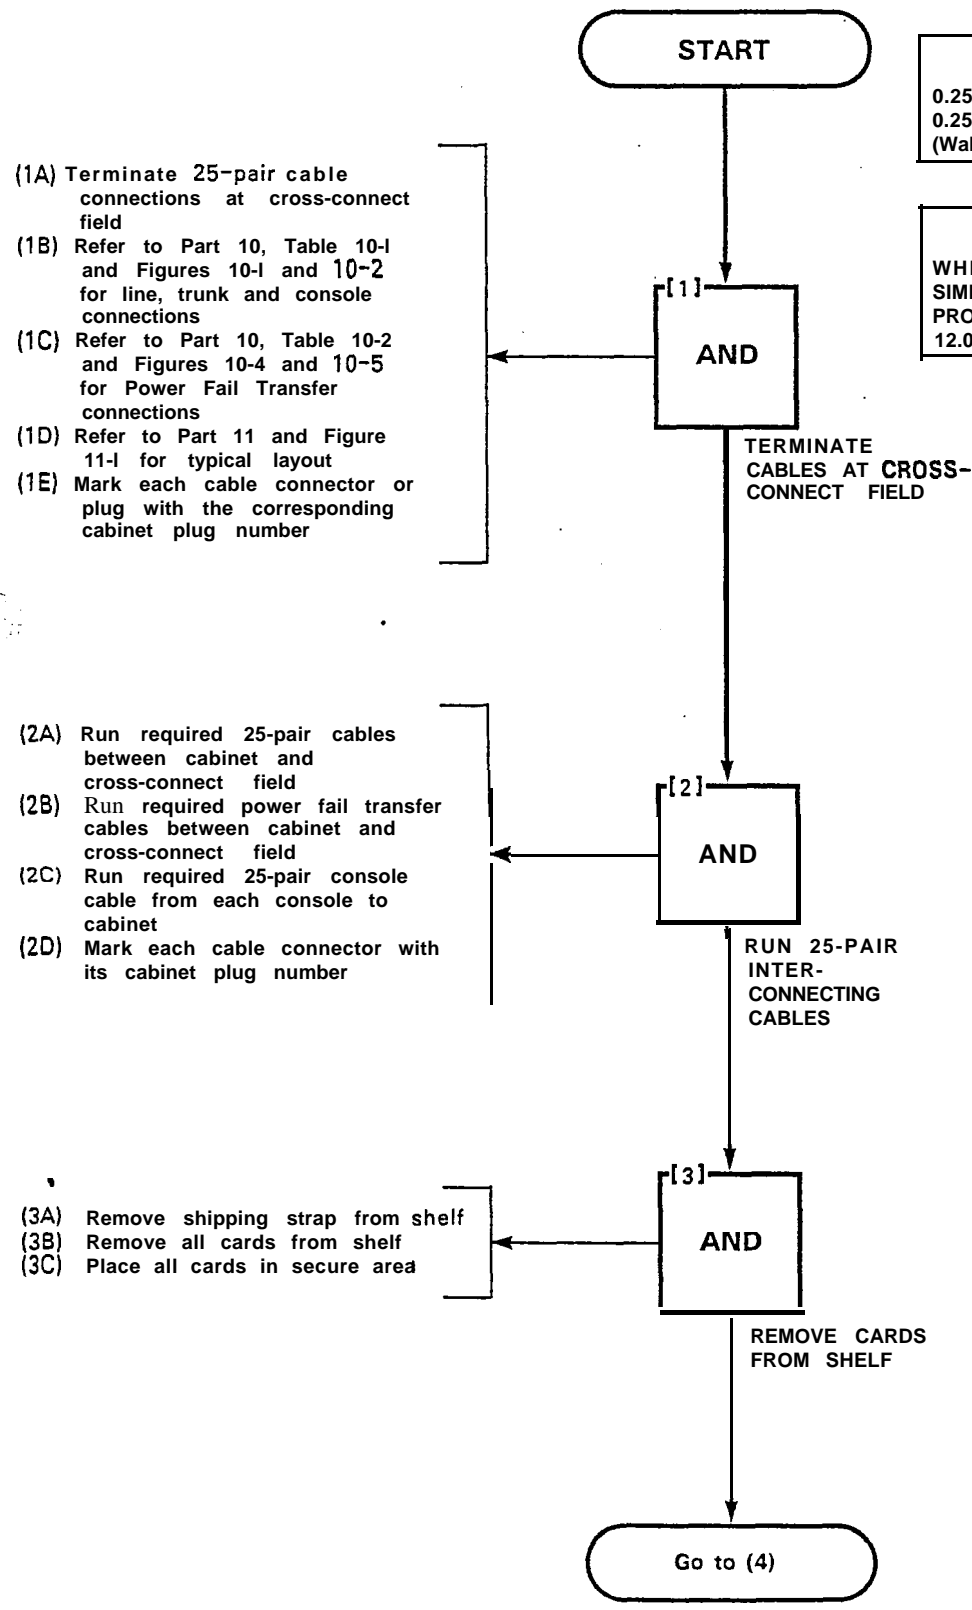 START
0.25
0.25
(1A) Terminate 25-pair cable
connections at cross-connect
field
(1B) Refer to Part 10, Table 10-I
and Figures 10-I and 10-2
for line, trunk and console
connections
(1C) Refer to Part 10, Table 10-2
and Figures 10-4 and 10-5
for Power Fail Transfer
connections
(1D) Refer to Part 11 and Figure
11-I for typical layout
(1E) Mark each cable connector or
plug with the corresponding
cabinet plug number
[1]
AND
12.0
TERMINATE
CABLES AT CROSS-
CONNECT FIELD
(2A) Run required 25-pair cables
between cabinet and
cross-connect field
(2B) Run required power fail transfer
cables between cabinet and
cross-connect field
(2C) Run required 25-pair console
cable from each console to
cabinet
(2D) Mark each cable connector with
its cabinet plug number
[2]
AND
RUN 25-PAIR
INTER-
CONNECTING
CABLES
(3A) Remove shipping strap from shelf
(3B) Remove all cards from shelf
(3C) Place all cards in secure area
[3]
AND
REMOVE CARDS
FROM SHELF
Go to (4)